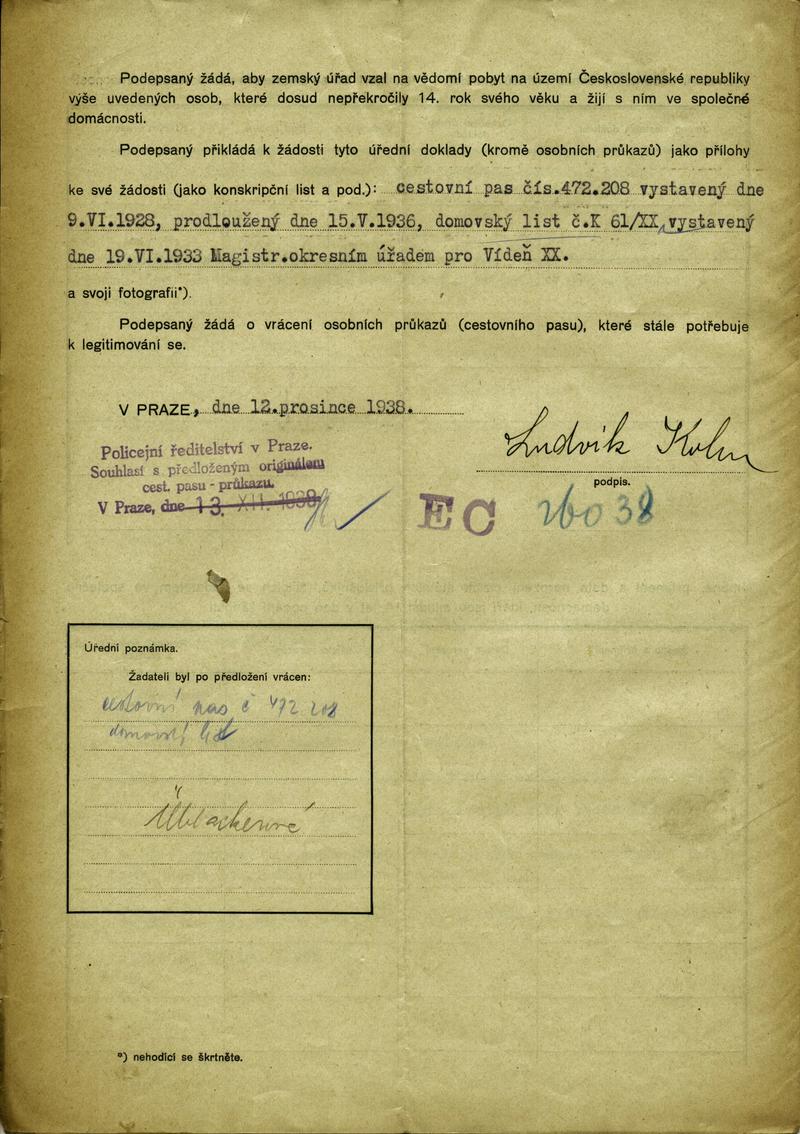 Podepsaný žádá, aby zemský úřad vzal na vědomí pobyt na území Československé republiky
výše uvedených osob, které dosud nepřekročily 14. rok svého věku a žijí s ním ve společné
domácnosti.
Podepsaný přikládá k žádosti tyto úřední doklady (kromě osobních průkazů) jako přílohy
ke své žádosti (jako konskripční list a pod.): cestovní pas čís.472.208 vystavený dne
9.VI.1928, prodloužený dne 15.V.1936, domovský list č.K 61/XX, vystavený
dne 19.VI.1933 Magistr.okresním úřadem pro Vídeň XX.
a svoji fotografii*).
Podepsaný žádá o vrácení osobních průkazů (cestovního pasu), které stále potřebuje
k legitimování se.
V PRAZE, dne 12.prosince 1938.
Ludvik Kohn
podpis.
Policejní ředitelství v Praze.
Souhlasí s předloženým originálem
cest. pasu - průkazu.
V Praze, dne 13. XII. 1938
EC 26038
Úřední poznámka.
Žadateli byl po předložení vrácen:
cestovní pas č 472 208
domovský list
*) nehodící se škrtněte.